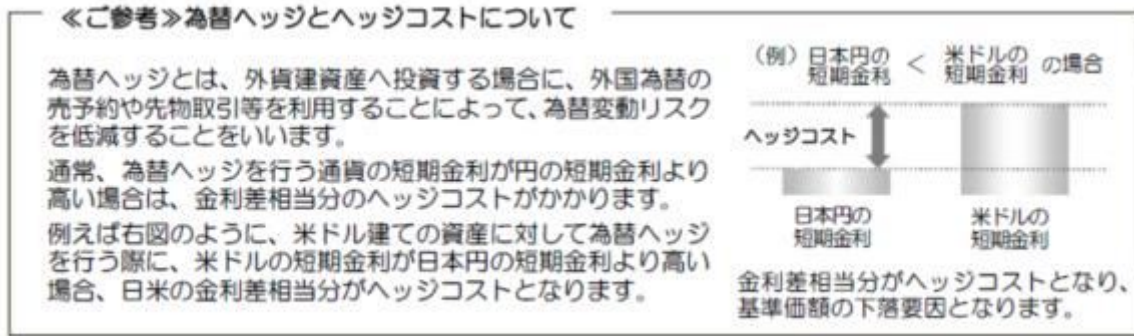 ≪ご参考≫為替ヘッジとヘッジコストについて
為替ヘッジとは、外貨建資産へ投資する場合に、外国為替の
売予約や先物取引等を利用することによって、為替変動リスク
を低減することをいいます。
通常、為替ヘッジを行う通貨の短期金利が円の短期金利より
高い場合は、金利差相当分のヘッジコストがかかります。
例えば右図のように、米ドル建ての資産に対して為替ヘッジ
を行う際に、米ドルの短期金利が日本円の短期金利より高い
場合、日米の金利差相当分がヘッジコストとなります。
(例) 日本円の短期金利 < 米ドルの短期金利 の場合
ヘッジコスト
日本円の
短期金利
米ドルの
短期金利
金利差相当分がヘッジコストとなり、
基準価額の下落要因となります。